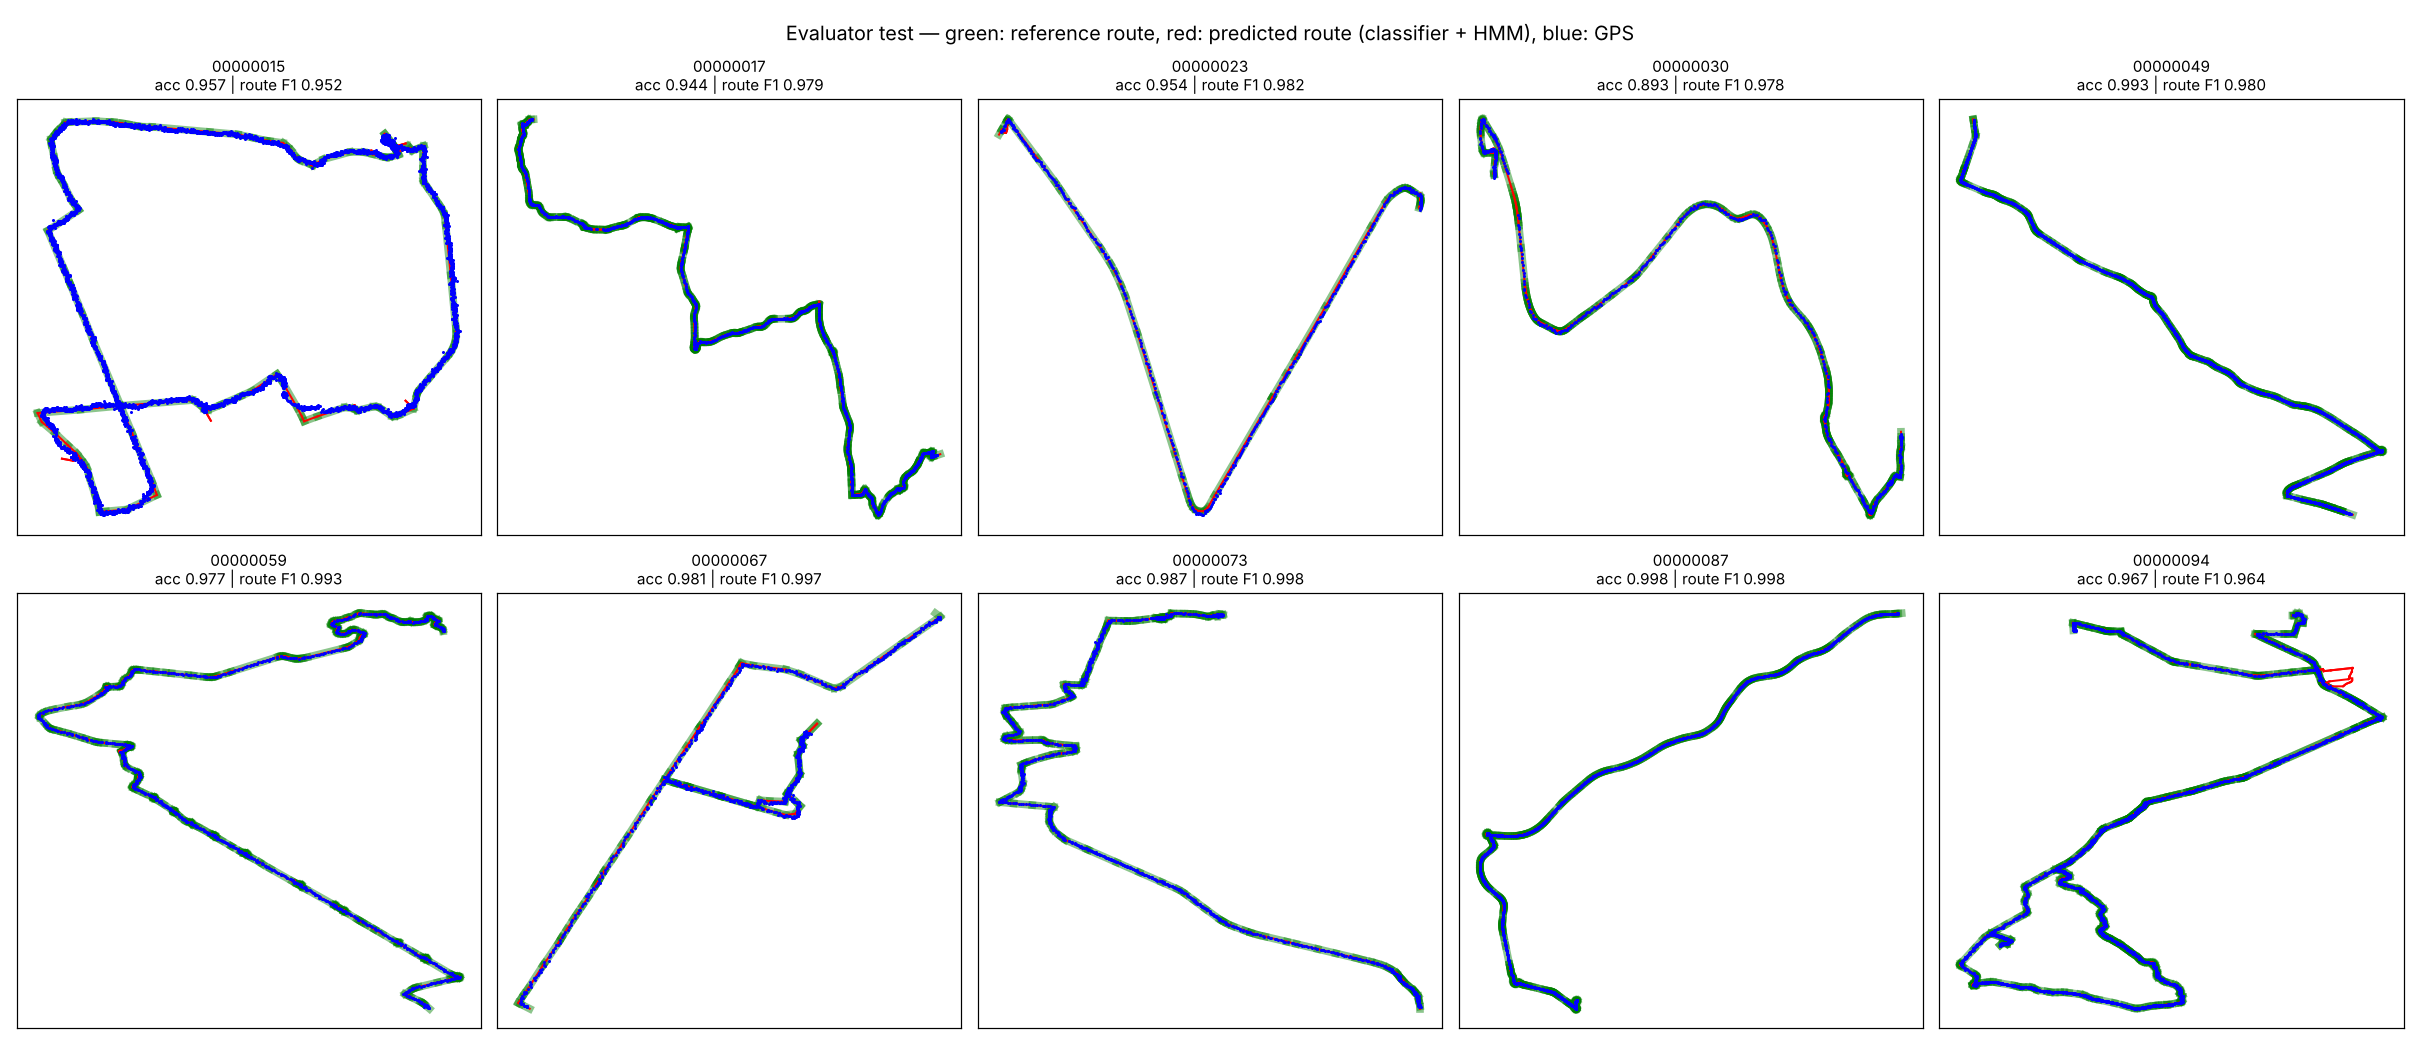 Evaluator test — green: reference route, red: predicted route (classifier + HMM), blue: GPS
00000015
acc 0.957 | route F1 0.952
00000017
acc 0.944 | route F1 0.979
00000023
acc 0.954 | route F1 0.982
00000030
acc 0.893 | route F1 0.978
00000049
acc 0.993 | route F1 0.980
00000059
acc 0.977 | route F1 0.993
00000067
acc 0.981 | route F1 0.997
00000073
acc 0.987 | route F1 0.998
00000087
acc 0.998 | route F1 0.998
00000094
acc 0.967 | route F1 0.964